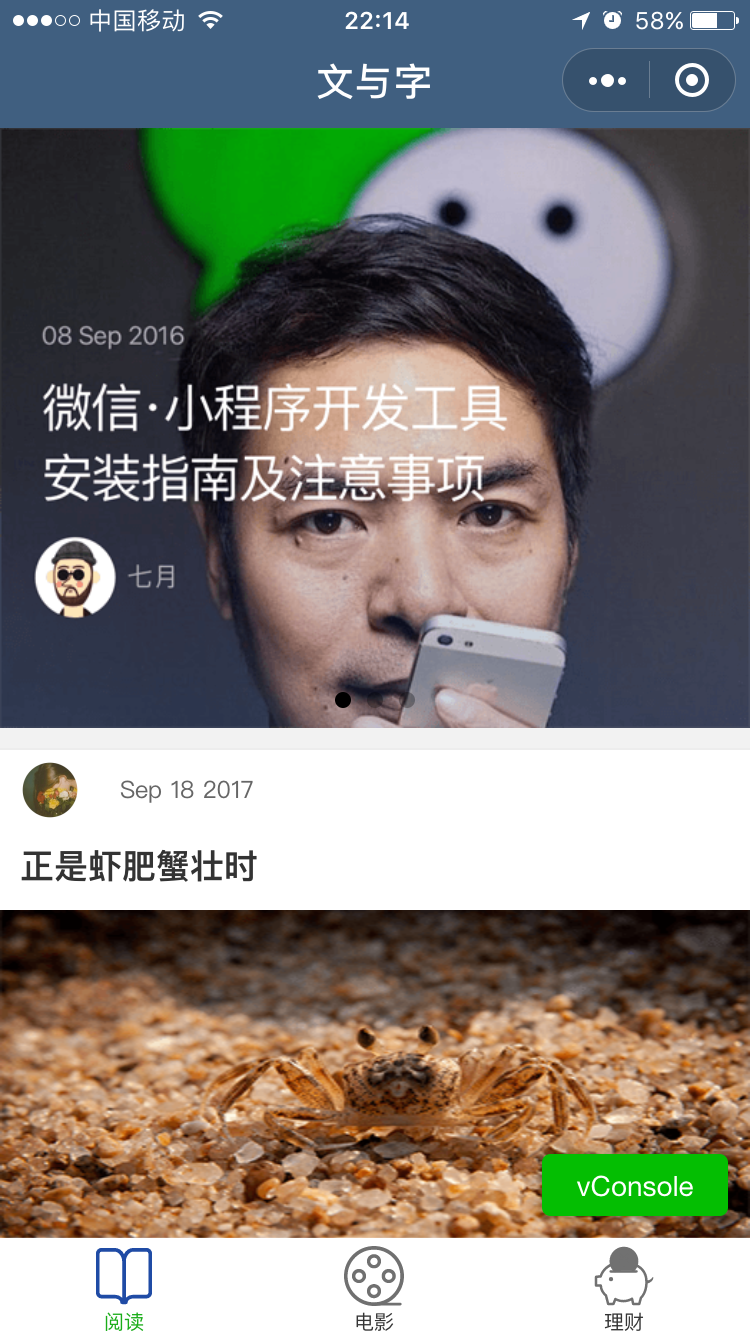 中国移动 22:14 58%
文与字
08 Sep 2016
微信·小程序开发工具
安装指南及注意事项
七月
Sep 18 2017
正是虾肥蟹壮时
vConsole
阅读 电影 理财